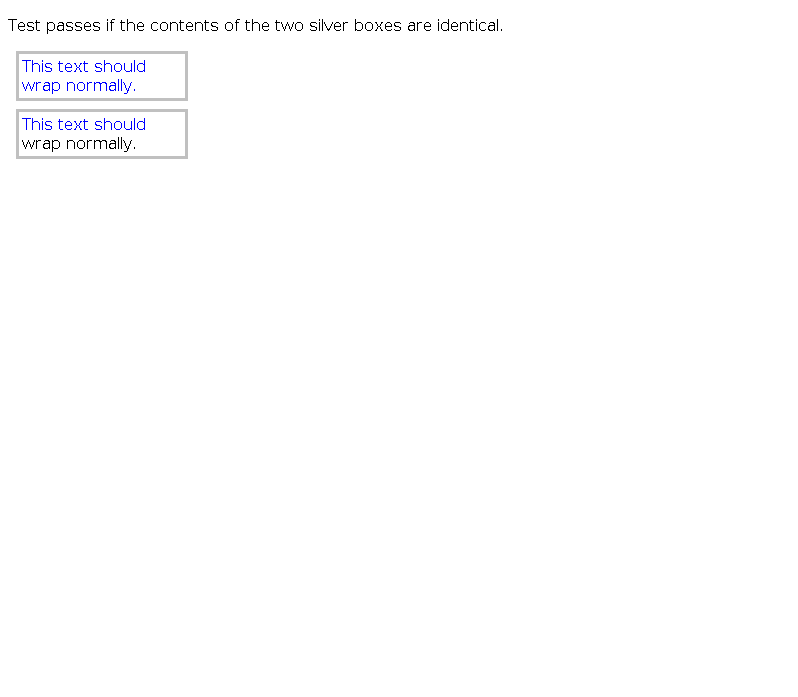 Test passes if the contents of the two silver boxes are identical.
This text should
wrap normally.
This text should
wrap normally.